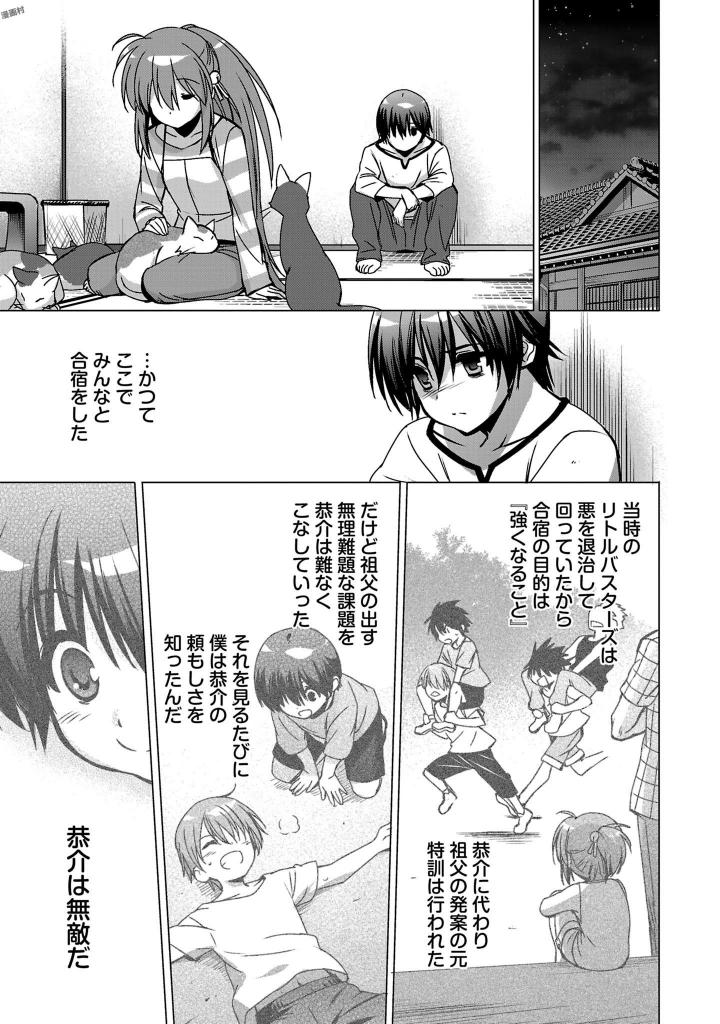 漫画村
…かつて
ここで
みんなと
合宿をした
当時の
リトルバスターズは
悪を退治して
回っていたから
合宿の目的は
『強くなること』
恭介に代わり
祖父の発案の元
特訓は行われた
だけど祖父の出す
無理難題な課題を
恭介は難なく
こなしていった
それを見るたびに
僕は恭介の
頼もしさを
知ったんだ
恭介は無敵だ